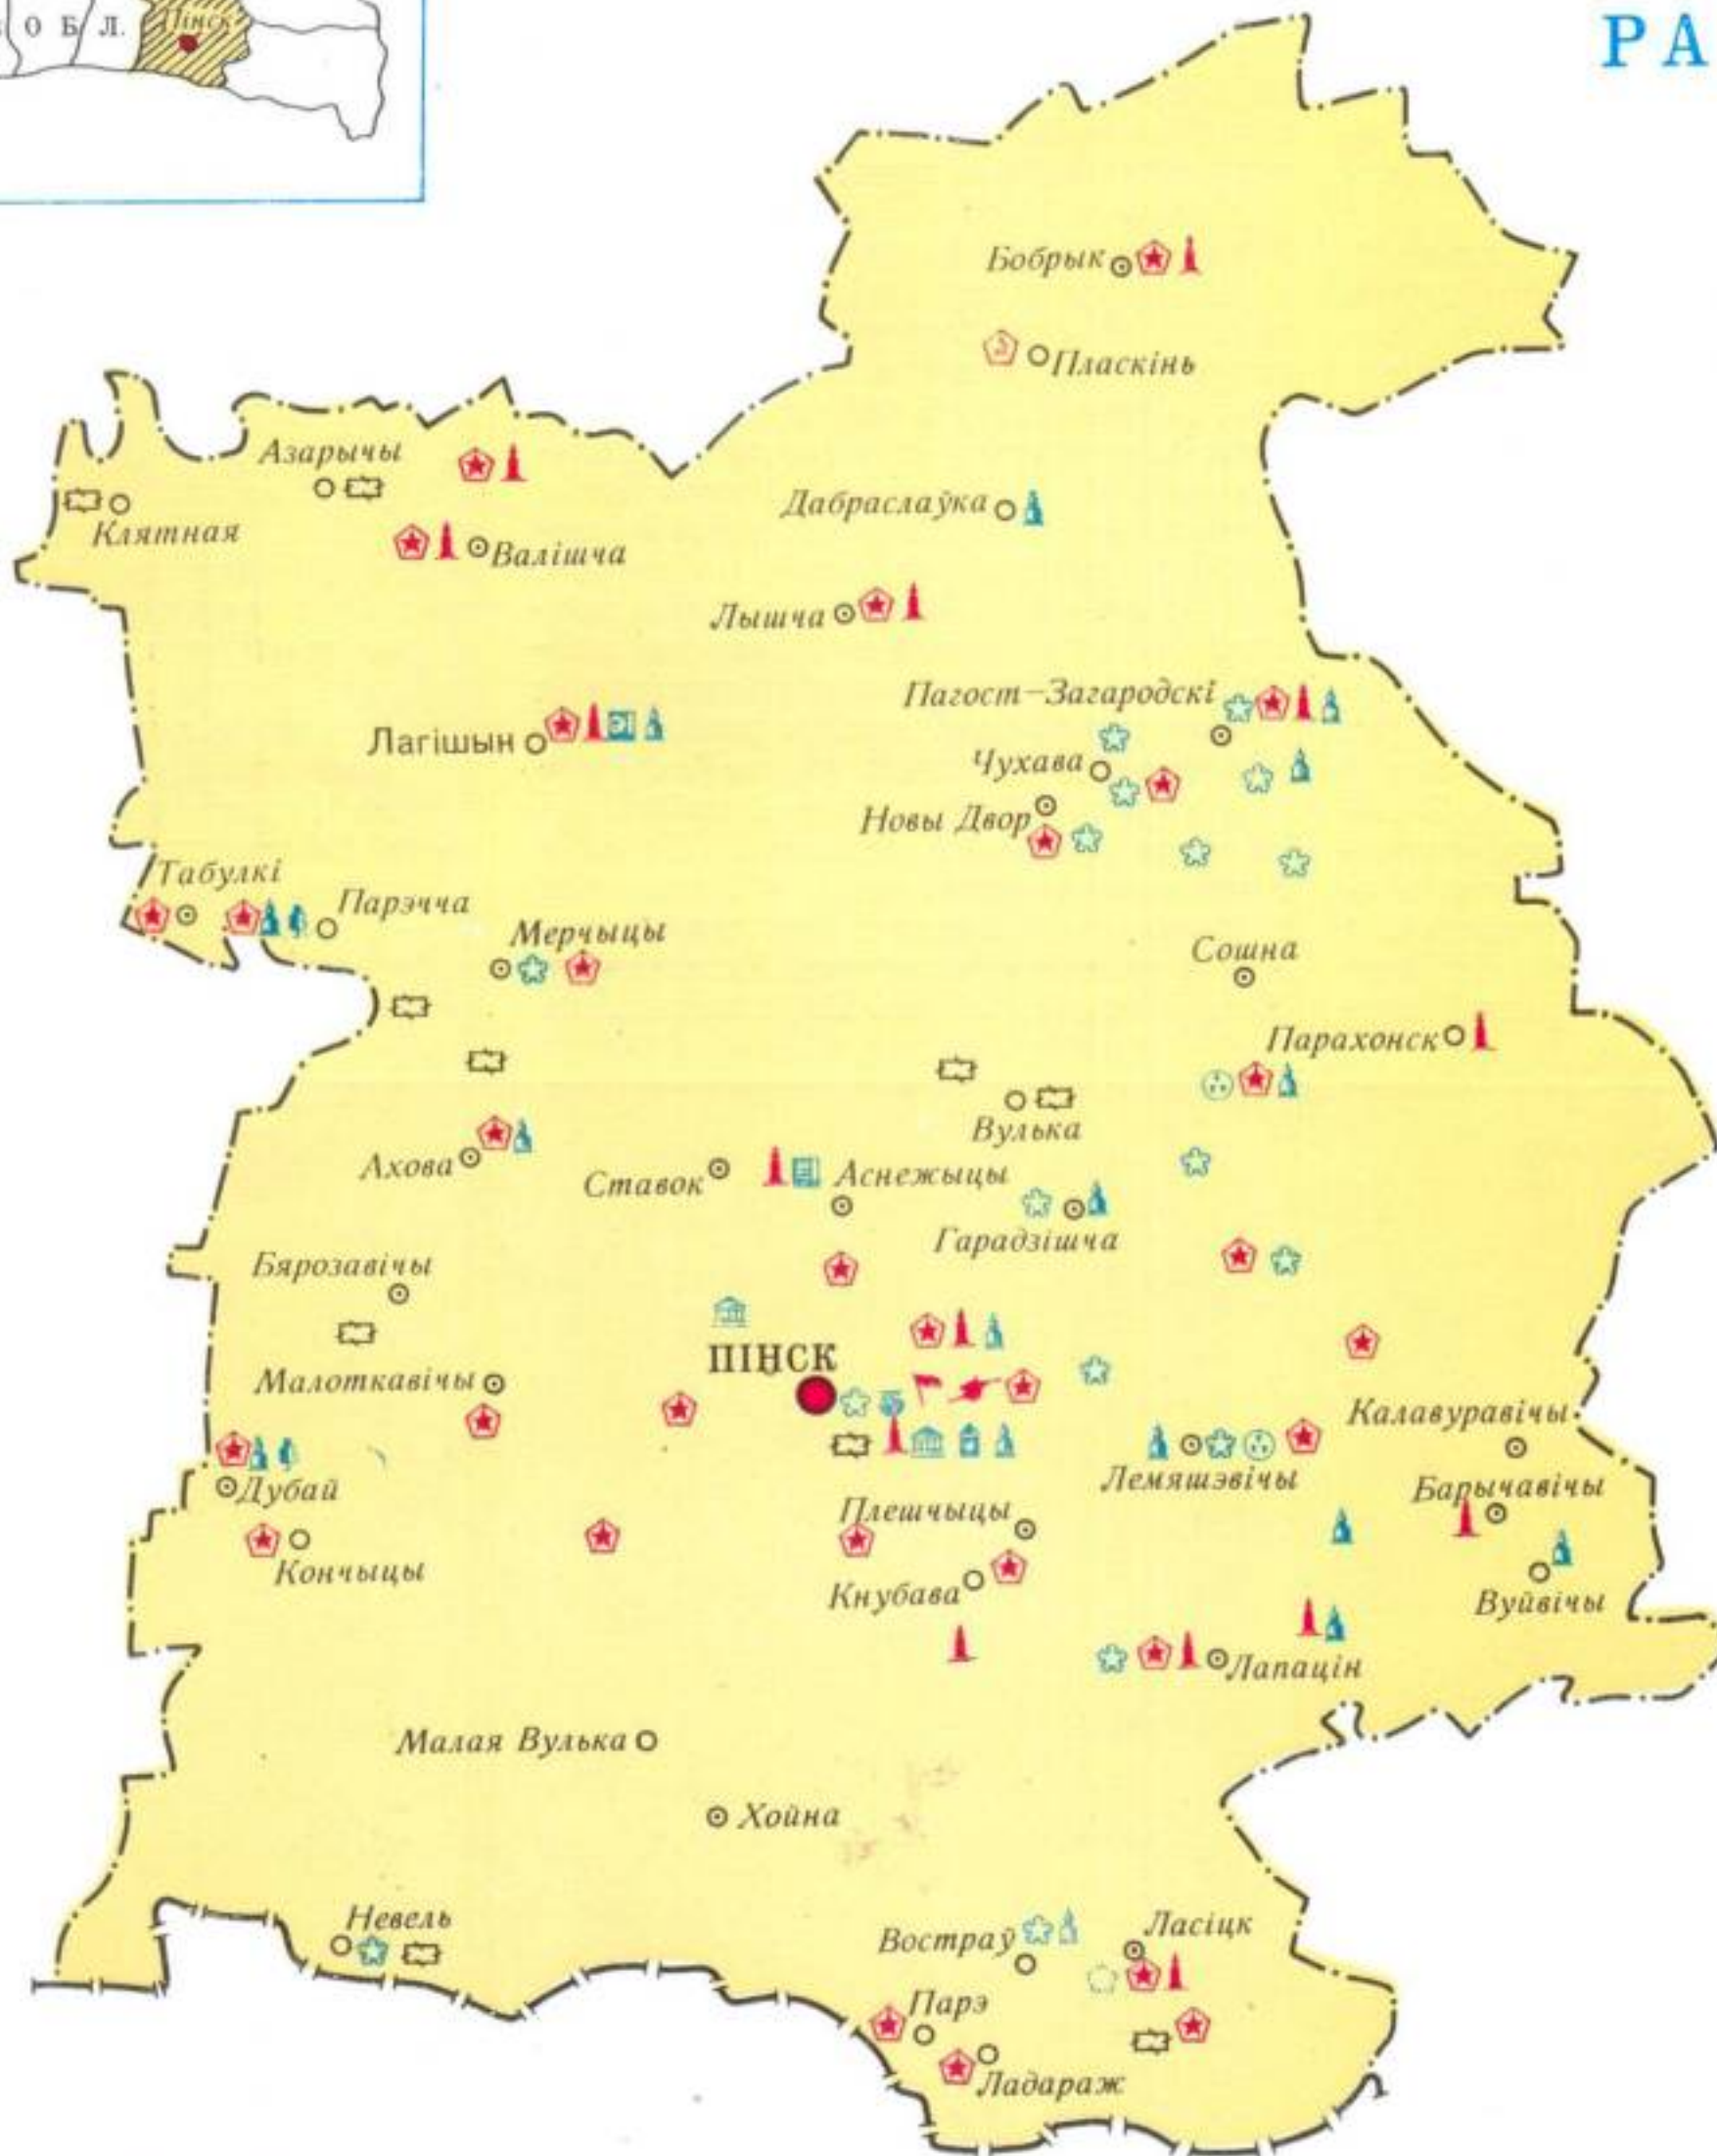 О Б Л.
Пінск
РА
Бобрык
Пласкінь
Азарычы
Клятная
Дабраслаўка
Валішча
Лышча
Пагост-Загародскі
Лагішын
Чухава
Новы Двор
Табулкі
Парэчча
Мерчыцы
Сошна
Парахонск
Вулька
Ахова
Ставок
Аснежыцы
Гарадзішча
Бярозавічы
ПІНСК
Малоткавічы
Калавуравічы
Лемяшэвічы
Дубай
Барычавічы
Плешчыцы
Кончыцы
Кнубава
Вуйвічы
Лапацін
Малая Вулька
Хойна
Невель
Востраў
Ласіцк
Парэ
Ладараж